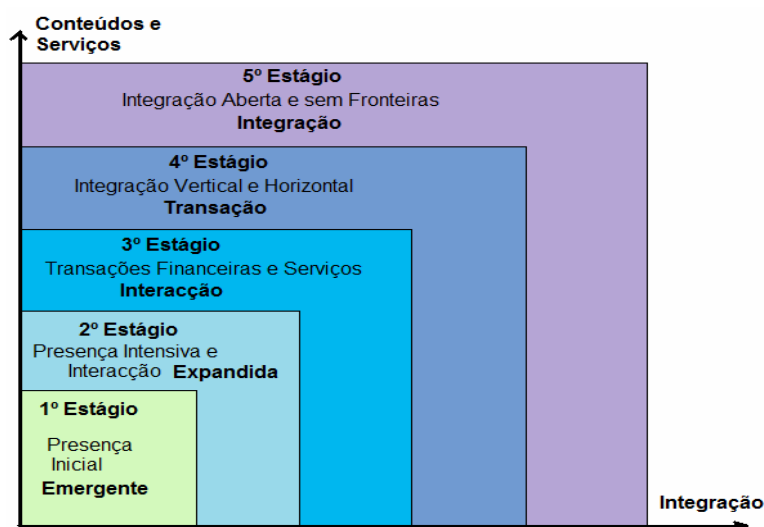 Conteúdos e
Serviços
5º Estágio
Integração Aberta e sem Fronteiras
Integração
4º Estágio
Integração Vertical e Horizontal
Transação
3º Estágio
Transações Financeiras e Serviços
Interacção
2º Estágio
Presença Intensiva e
Interacção Expandida
1º Estágio
Presença
Inicial
Emergente
Integração